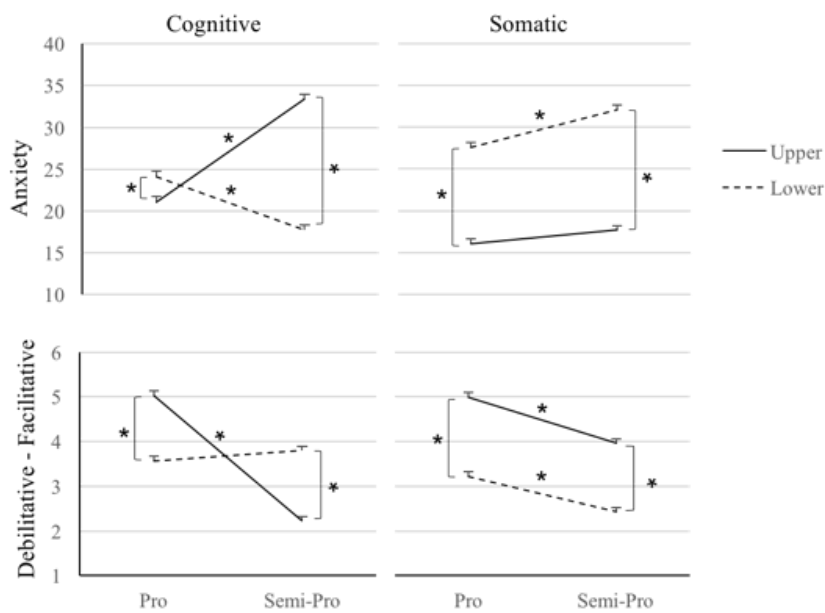 Cognitive
Somatic
Anxiety
40
35
30
25
20
15
10
* * * *
* * *
Upper
Lower
Debilitative - Facilitative
6
5
4
3
2
1
* * *
* * * *
Pro
Semi-Pro
Pro
Semi-Pro